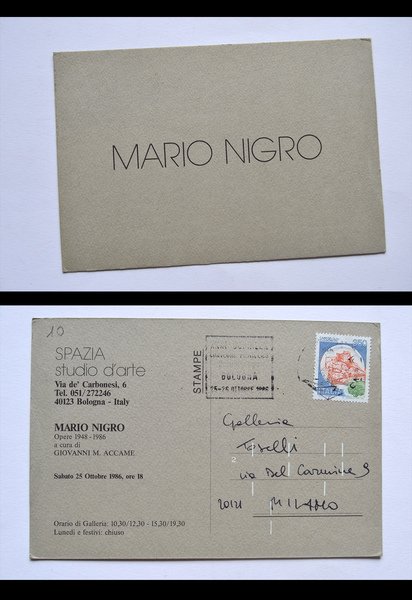 MARIO NIGRO
10
SPAZIA
studio d'arte
Via de' Carbonesi, 6
Tel. 051/272246
40123 Bologna - Italy
MARIO NIGRO
Opere 1948 - 1986
a cura di
GIOVANNI M. ACCAME
Sabato 25 Ottobre 1986, ore 18
Orario di Galleria: 10,30/12,30 - 15,30/19,30
Lunedì e festivi: chiuso
STAMPE
BOLOGNA
OTTOBRE 1986
Galleria
Toselli
via Del Carmine 9
20121 MILANO